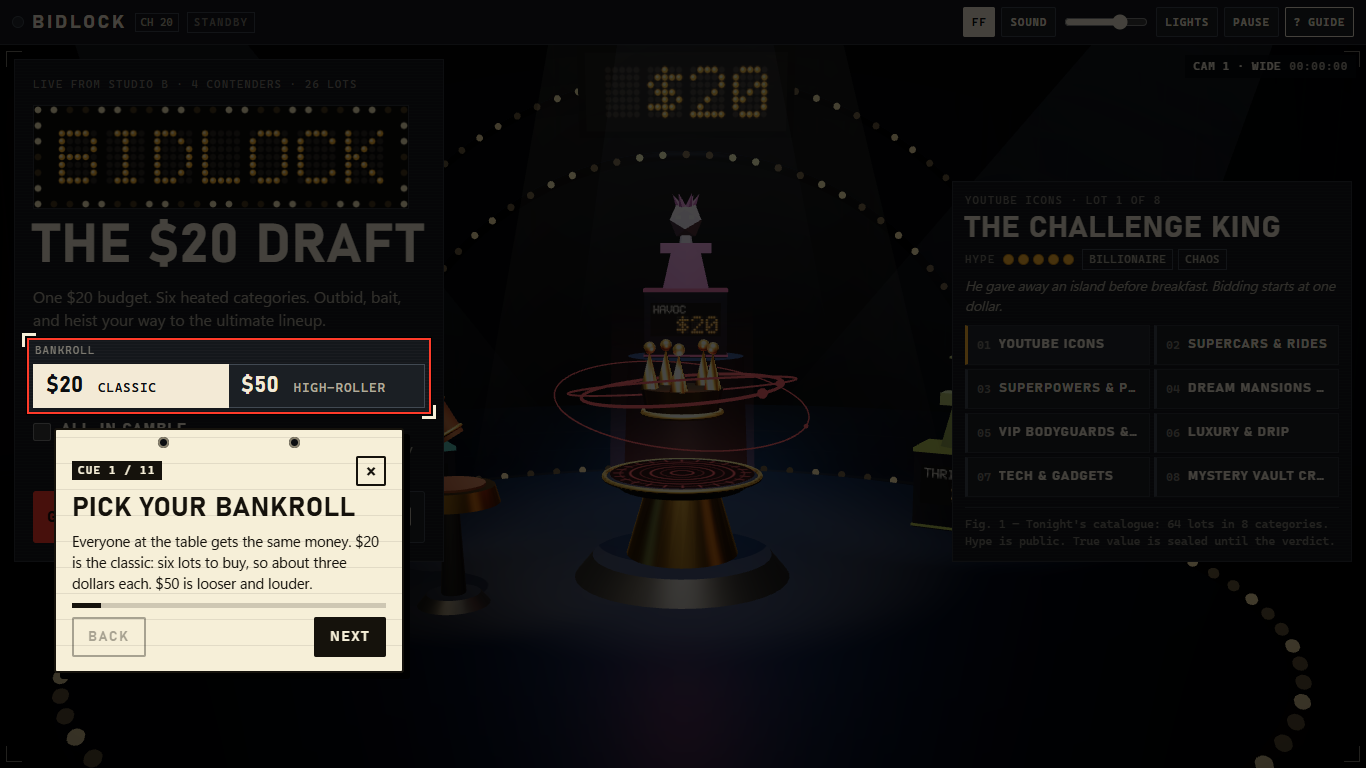 BIDLOCK CH 20 STANDBY
FF SOUND LIGHTS PAUSE ? GUIDE
CAM 1 · WIDE 00:00:00
LIVE FROM STUDIO B · 4 CONTENDERS · 26 LOTS
BIDLOCK
THE $20 DRAFT
One $20 budget. Six heated categories. Outbid, bait,
and heist your way to the ultimate lineup.
BANKROLL
$20 CLASSIC $50 HIGH-ROLLER
CUE 1 / 11 ×
PICK YOUR BANKROLL
Everyone at the table gets the same money. $20
is the classic: six lots to buy, so about three
dollars each. $50 is looser and louder.
BACK NEXT
$20
HAVOC
$20
YOUTUBE ICONS · LOT 1 OF 8
THE CHALLENGE KING
HYPE BILLIONAIRE CHAOS
He gave away an island before breakfast. Bidding starts at one
dollar.
01 YOUTUBE ICONS 02 SUPERCARS & RIDES
03 SUPERPOWERS & P… 04 DREAM MANSIONS …
05 VIP BODYGUARDS &… 06 LUXURY & DRIP
07 TECH & GADGETS 08 MYSTERY VAULT CR…
Fig. 1 — Tonight's catalogue: 64 lots in 8 categories.
Hype is public. True value is sealed until the verdict.